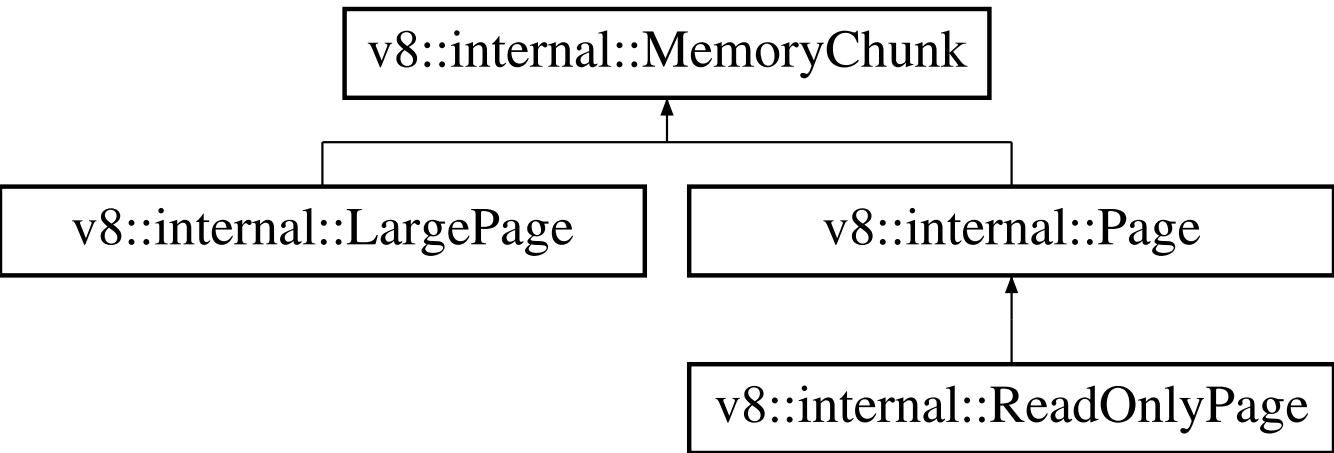 v8::internal::MemoryChunk
v8::internal::LargePage
v8::internal::Page
v8::internal::ReadOnlyPage